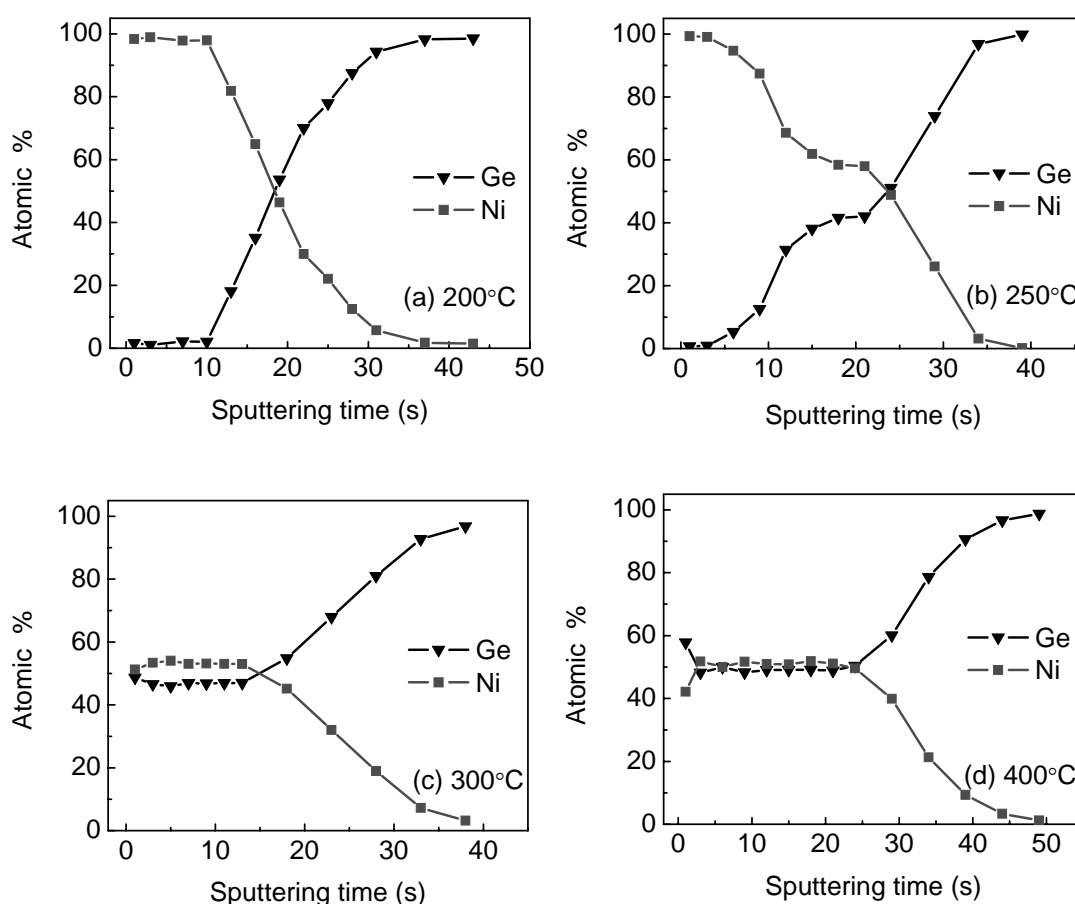 100
80
60
40
20
0
Atomic %
Ge
Ni
(a) 200°C
0 10 20 30 40 50
Sputtering time (s)
100
80
60
40
20
0
Atomic %
Ge
Ni
(b) 250°C
0 10 20 30 40
Sputtering time (s)
100
80
60
40
20
0
Atomic %
Ge
Ni
(c) 300°C
0 10 20 30 40
Sputtering time (s)
100
80
60
40
20
0
Atomic %
Ge
Ni
(d) 400°C
0 10 20 30 40 50
Sputtering time (s)